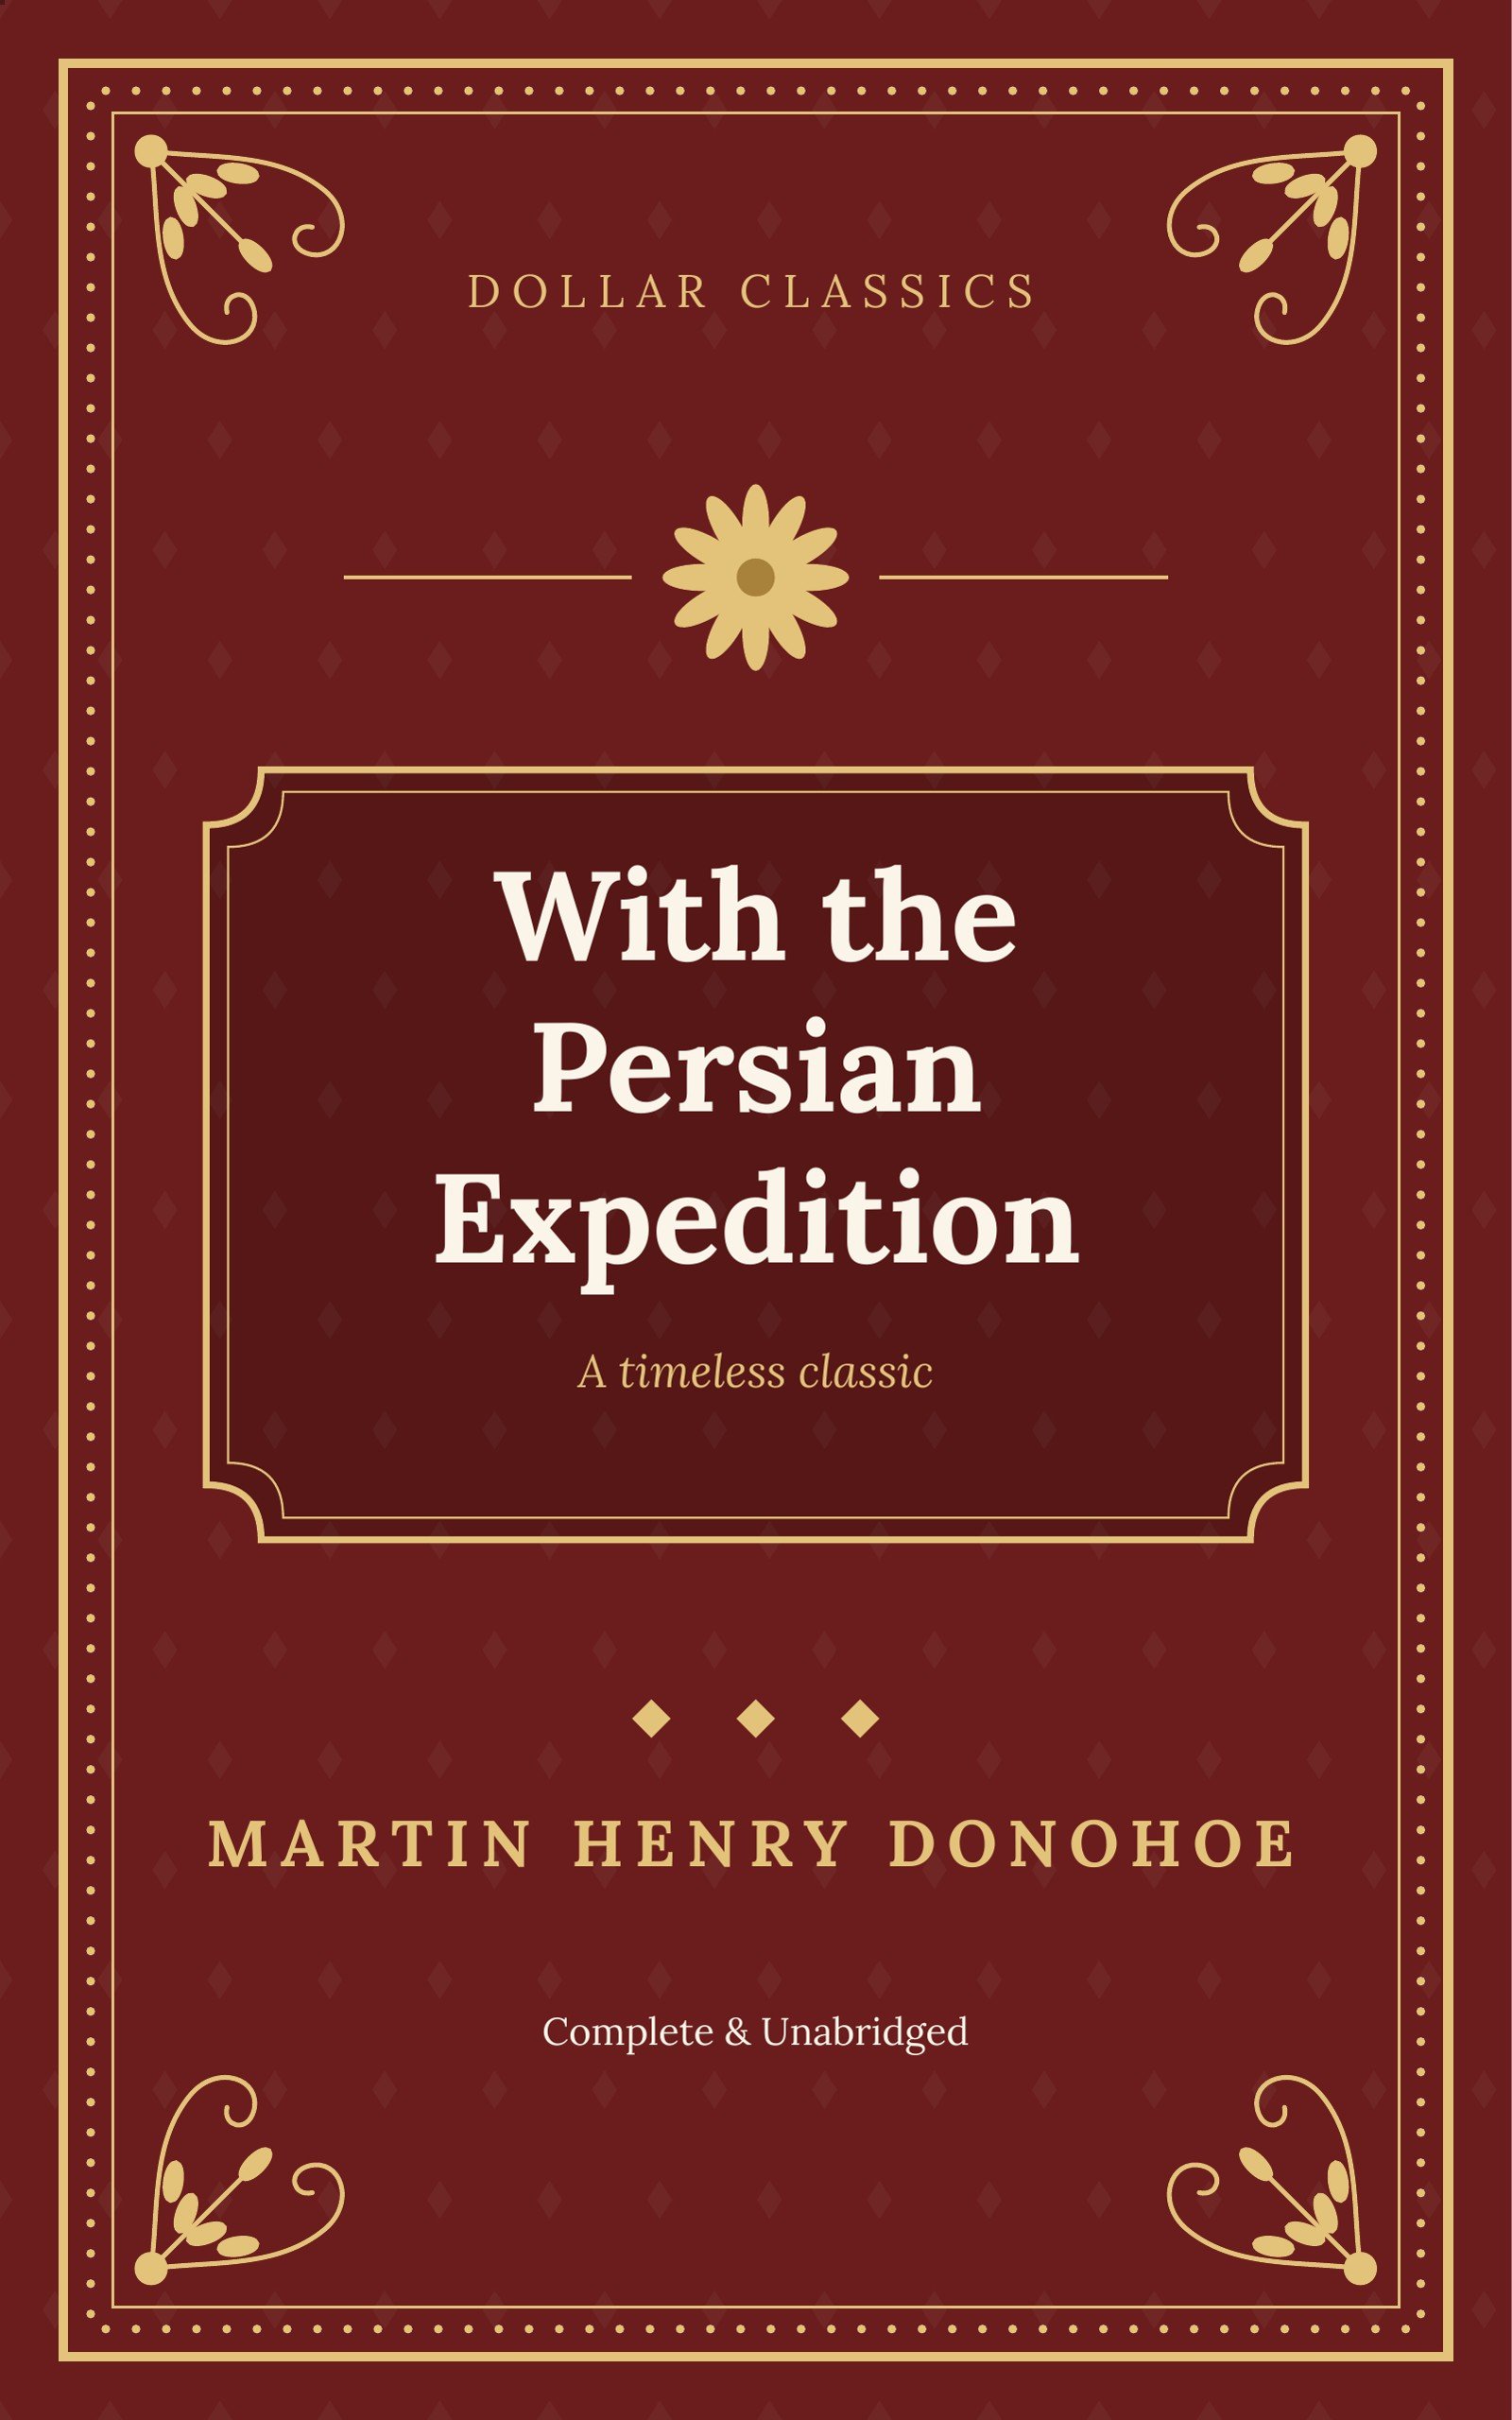 DOLLAR CLASSICS
With the
Persian
Expedition
A timeless classic
MARTIN HENRY DONOHOE
Complete & Unabridged